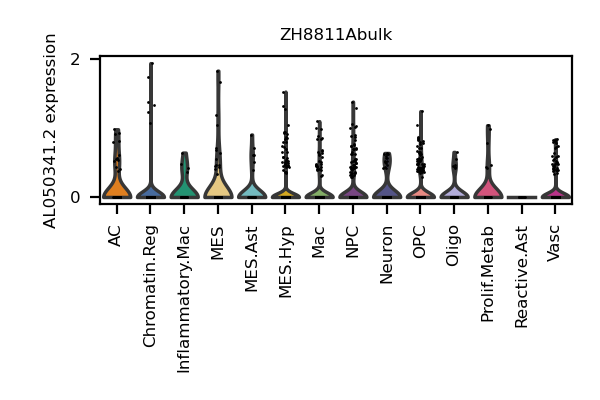 ZH8811Abulk
AL050341.2 expression
2
0
AC
Chromatin.Reg
Inflammatory.Mac
MES
MES.Ast
MES.Hyp
Mac
NPC
Neuron
OPC
Oligo
Prolif.Metab
Reactive.Ast
Vasc